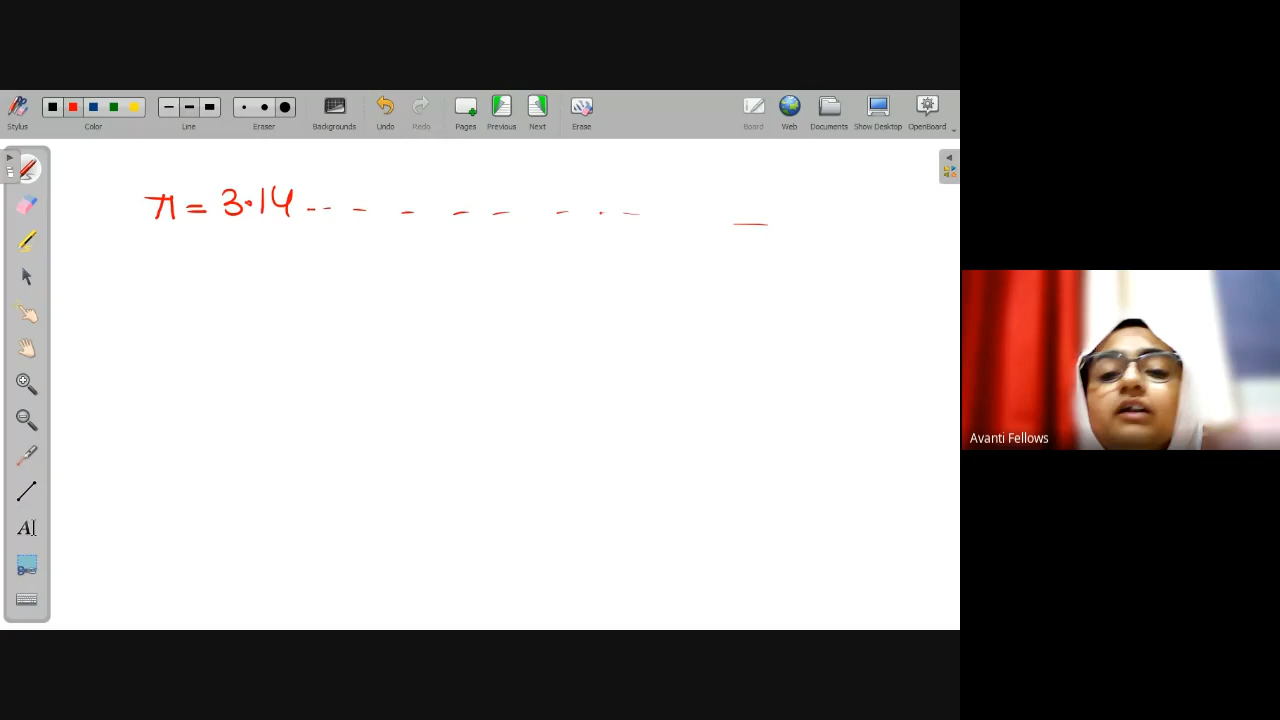 Stylus Color Line Eraser Backgrounds Undo Redo Pages Previous Next Erase Board Web Documents Show Desktop OpenBoard
π = 3.14 -- - - - - - . -  —
Avanti Fellows